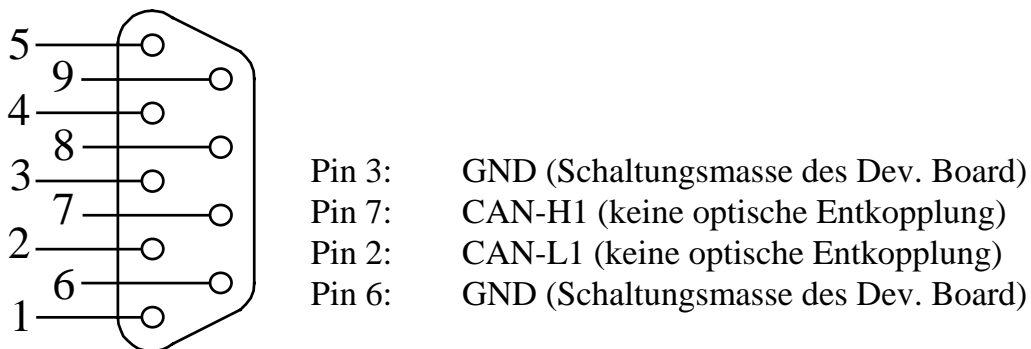 5
9
4
8
3
7
2
6
1
Pin 3: GND (Schaltungsmasse des Dev. Board)
Pin 7: CAN-H1 (keine optische Entkopplung)
Pin 2: CAN-L1 (keine optische Entkopplung)
Pin 6: GND (Schaltungsmasse des Dev. Board)